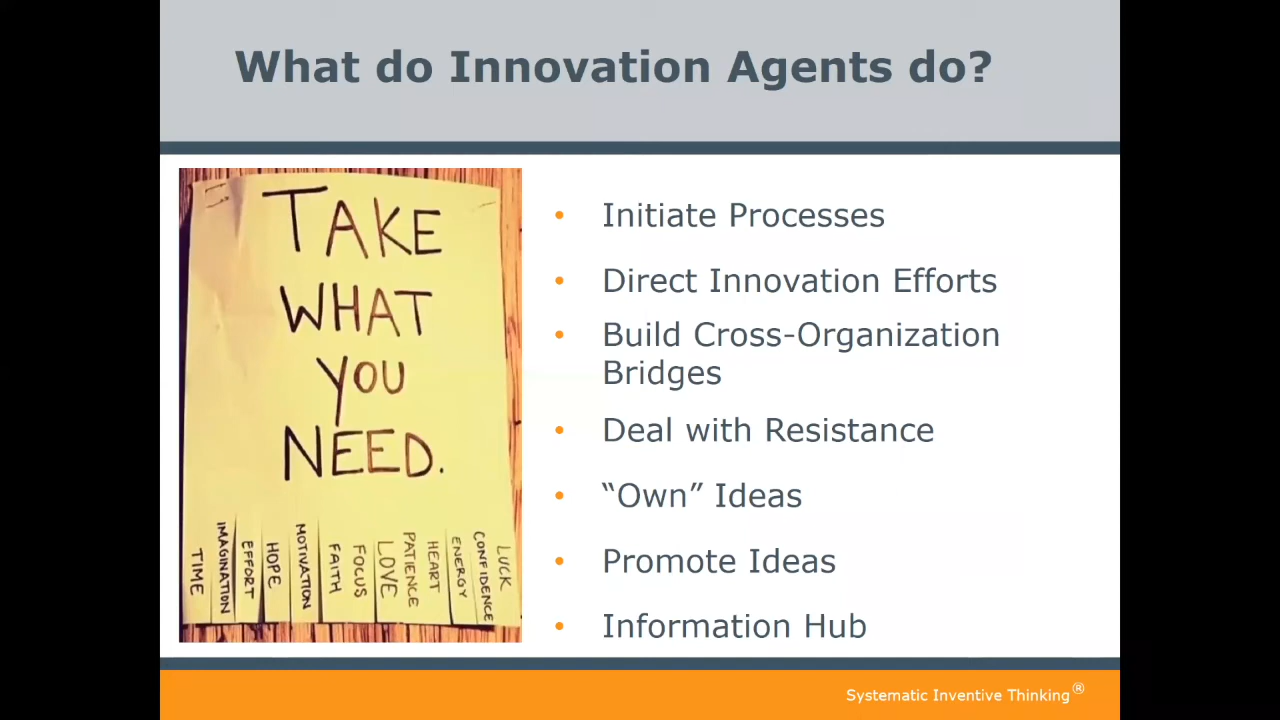 What do Innovation Agents do?
TAKE
WHAT
YOU
NEED.
TIME
IMAGINATION
EFFORT
HOPE
MOTIVATION
FAITH
FOCUS
LOVE
PATIENCE
HEART
ENERGY
CONFIDENCE
LUCK
• Initiate Processes
• Direct Innovation Efforts
• Build Cross-Organization
Bridges
• Deal with Resistance
• “Own” Ideas
• Promote Ideas
• Information Hub
Systematic Inventive Thinking®